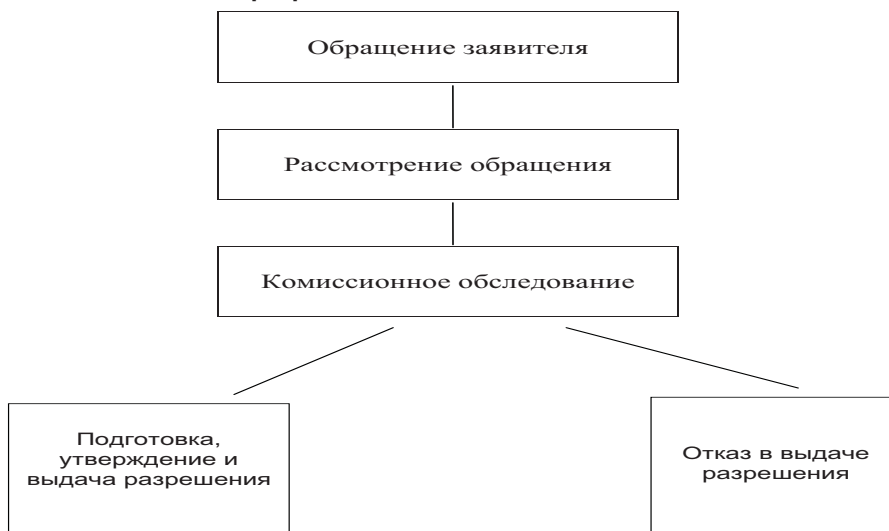 Обращение заявителя
Рассмотрение обращения
Комиссионное обследование
Подготовка,
утверждение и
выдача разрешения
Отказ в выдаче
разрешения